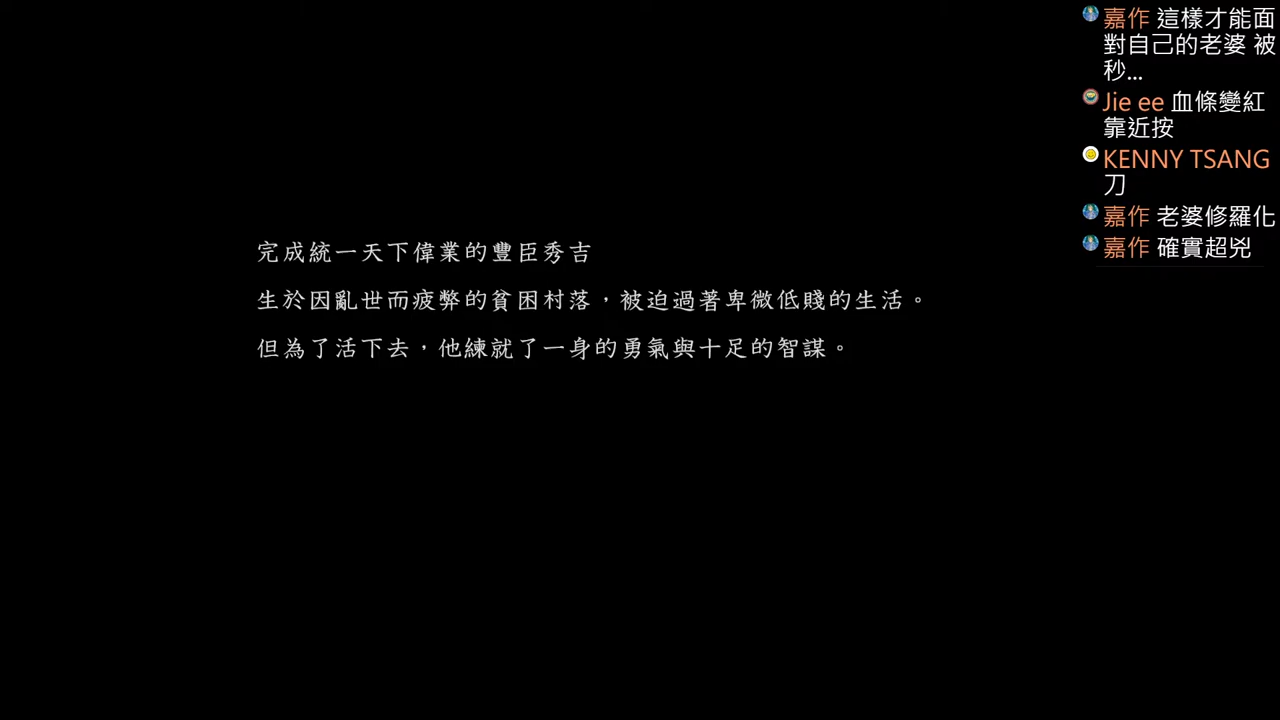 完成統一天下偉業的豐臣秀吉
生於因亂世而疲弊的貧困村落，被迫過著卑微低賤的生活。
但為了活下去，他練就了一身的勇氣與十足的智謀。
嘉作 這樣才能面
對自己的老婆 被
秒...
Jie ee 血條變紅
靠近按
KENNY TSANG
刀
嘉作 老婆修羅化
嘉作 確實超兇